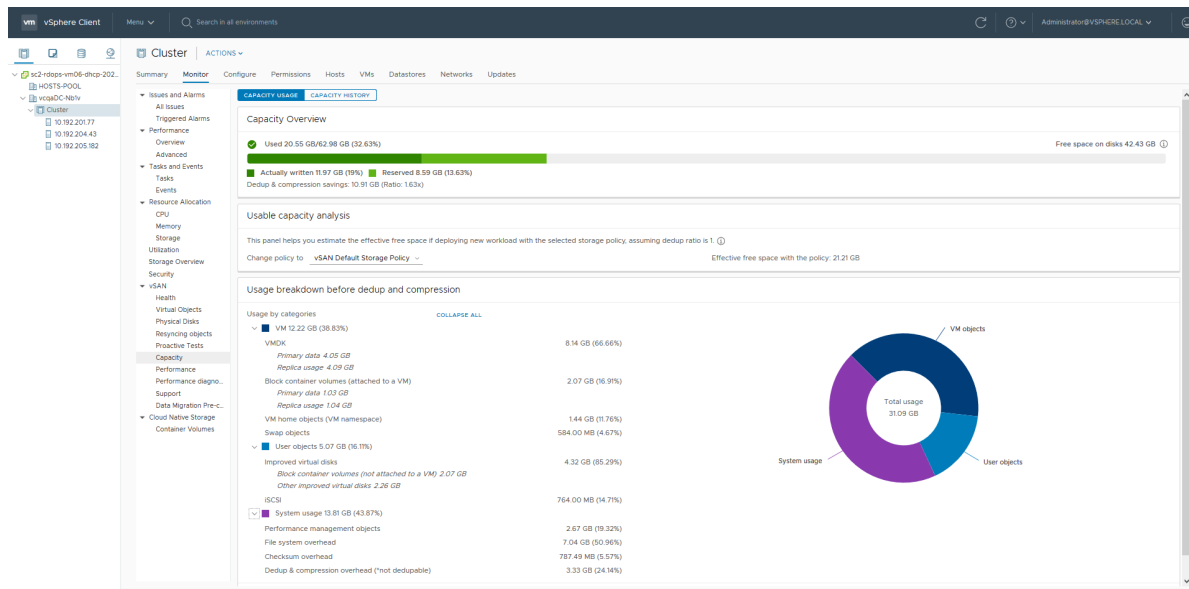 vm vSphere Client Menu Search in all environments Administrator@VSPHERE.LOCAL
sc2-rdops-vm06-dhcp-202...
HOSTS-POOL
vcqaDC-Nb1v
Cluster
10.192.201.77
10.192.204.43
10.192.205.182
Cluster ACTIONS
Summary Monitor Configure Permissions Hosts VMs Datastores Networks Updates
Issues and Alarms
All Issues
Triggered Alarms
Performance
Overview
Advanced
Tasks and Events
Tasks
Events
Resource Allocation
CPU
Memory
Storage
Utilization
Storage Overview
Security
vSAN
Health
Virtual Objects
Physical Disks
Resyncing objects
Proactive Tests
Capacity
Performance
Performance diagno...
Support
Data Migration Pre-c...
Cloud Native Storage
Container Volumes
CAPACITY USAGE CAPACITY HISTORY
Capacity Overview
Used 20.55 GB/62.98 GB (32.63%) Free space on disks 42.43 GB
Actually written 11.97 GB (19%) Reserved 8.59 GB (13.63%)
Dedup & compression savings: 10.91 GB (Ratio: 1.63x)
Usable capacity analysis
This panel helps you estimate the effective free space if deploying new workload with the selected storage policy, assuming dedup ratio is 1.
Change policy to vSAN Default Storage Policy Effective free space with the policy: 21.21 GB
Usage breakdown before dedup and compression
Usage by categories COLLAPSE ALL
VM 12.22 GB (38.83%)
VMDK 8.14 GB (66.66%)
Primary data 4.05 GB
Replica usage 4.09 GB
Block container volumes (attached to a VM) 2.07 GB (16.91%)
Primary data 1.03 GB
Replica usage 1.04 GB
VM home objects (VM namespace) 1.44 GB (11.76%)
Swap objects 584.00 MB (4.67%)
User objects 5.07 GB (16.11%)
Improved virtual disks 4.32 GB (85.29%)
Block container volumes (not attached to a VM) 2.07 GB
Other improved virtual disks 2.26 GB
iSCSI 764.00 MB (14.71%)
System usage 13.81 GB (43.87%)
Performance management objects 2.67 GB (19.32%)
File system overhead 7.04 GB (50.96%)
Checksum overhead 787.49 MB (5.57%)
Dedup & compression overhead (*not dedupable) 3.33 GB (24.14%)
VM objects
Total usage
31.09 GB
System usage
User objects